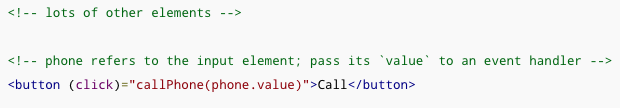 <!-- lots of other elements -->
<!-- phone refers to the input element; pass its `value` to an event handler -->
<button (click)="callPhone(phone.value)">Call</button>